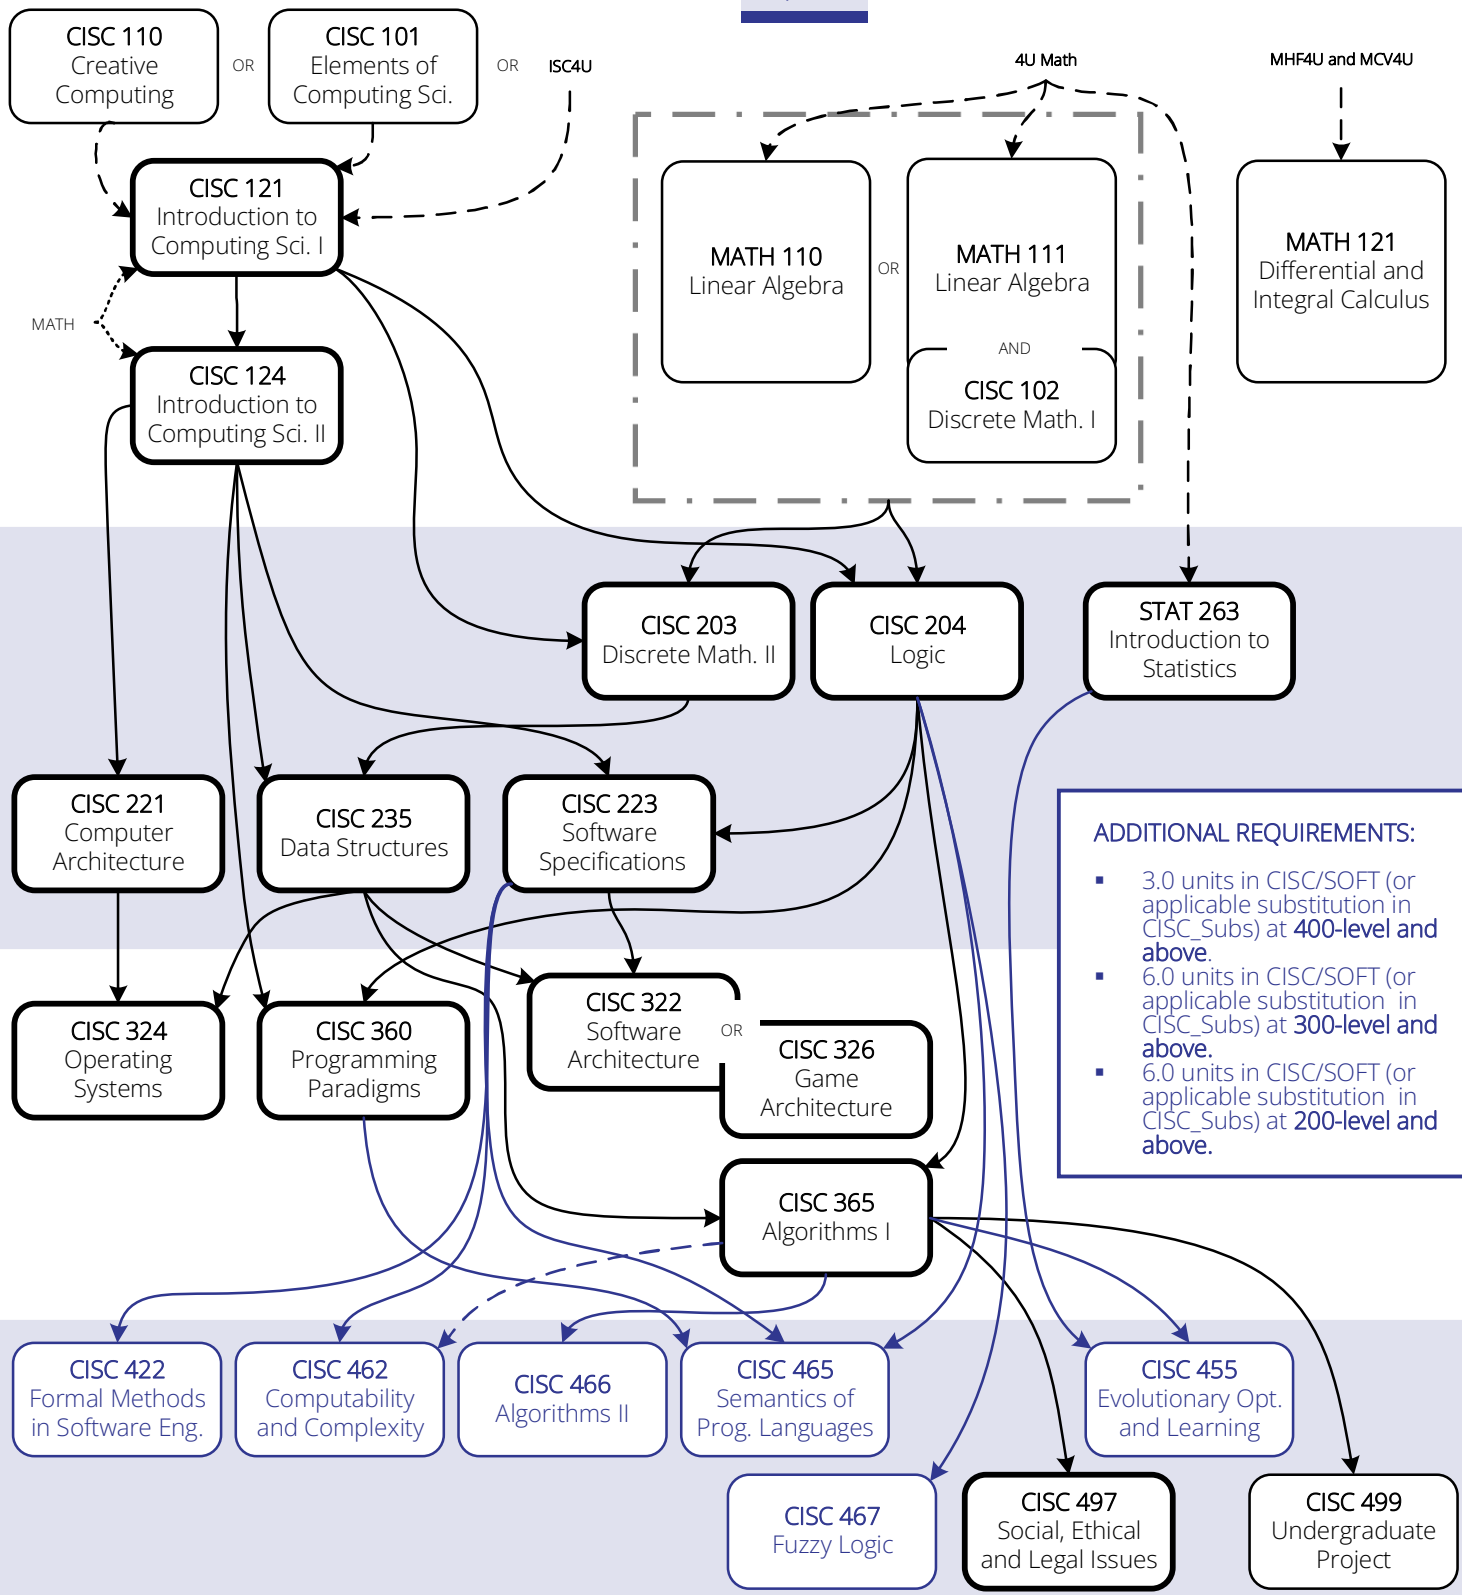 CISC 110
Creative
Computing
OR
CISC 101
Elements of
Computing Sci.
OR
ISC4U
4U Math
MHF4U and MCV4U
CISC 121
Introduction to
Computing Sci. I
MATH 110
Linear Algebra
OR
MATH 111
Linear Algebra
AND
CISC 102
Discrete Math. I
MATH 121
Differential and
Integral Calculus
MATH
CISC 124
Introduction to
Computing Sci. II
CISC 203
Discrete Math. II
CISC 204
Logic
STAT 263
Introduction to
Statistics
CISC 221
Computer
Architecture
CISC 235
Data Structures
CISC 223
Software
Specifications
ADDITIONAL REQUIREMENTS:
▪ 3.0 units in CISC/SOFT (or
applicable substitution in
CISC_Subs) at 400-level and
above.
▪ 6.0 units in CISC/SOFT (or
applicable substitution in
CISC_Subs) at 300-level and
above.
▪ 6.0 units in CISC/SOFT (or
applicable substitution in
CISC_Subs) at 200-level and
above.
CISC 324
Operating
Systems
CISC 360
Programming
Paradigms
CISC 322
Software
Architecture
OR
CISC 326
Game
Architecture
CISC 365
Algorithms I
CISC 422
Formal Methods
in Software Eng.
CISC 462
Computability
and Complexity
CISC 466
Algorithms II
CISC 465
Semantics of
Prog. Languages
CISC 455
Evolutionary Opt.
and Learning
CISC 467
Fuzzy Logic
CISC 497
Social, Ethical
and Legal Issues
CISC 499
Undergraduate
Project